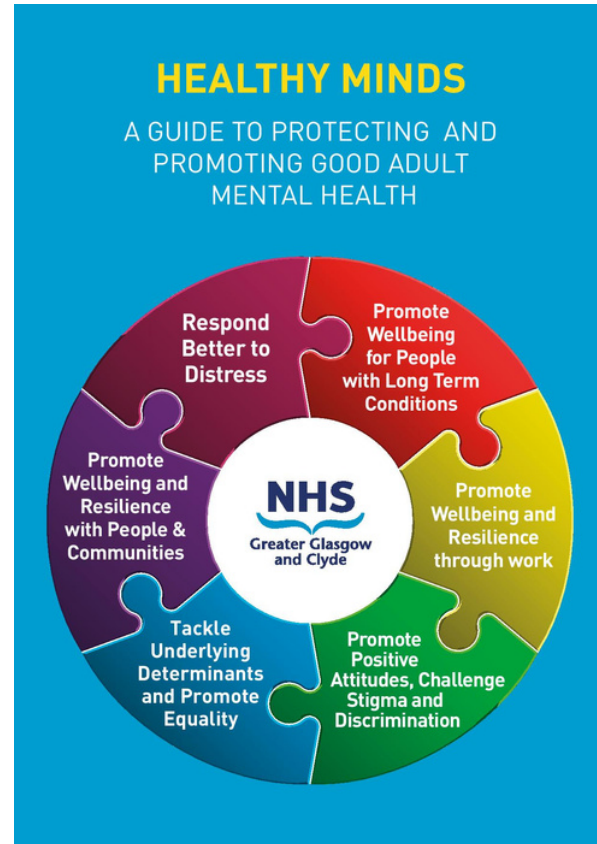 HEALTHY MINDS
A GUIDE TO PROTECTING AND
PROMOTING GOOD ADULT
MENTAL HEALTH
Respond
Better to
Distress
Promote
Wellbeing
for People
with Long Term
Conditions
Promote
Wellbeing and
Resilience
through work
Promote
Positive
Attitudes, Challenge
Stigma and
Discrimination
Tackle
Underlying
Determinants
and Promote
Equality
Promote
Wellbeing and
Resilience
with People &
Communities
NHS
Greater Glasgow
and Clyde